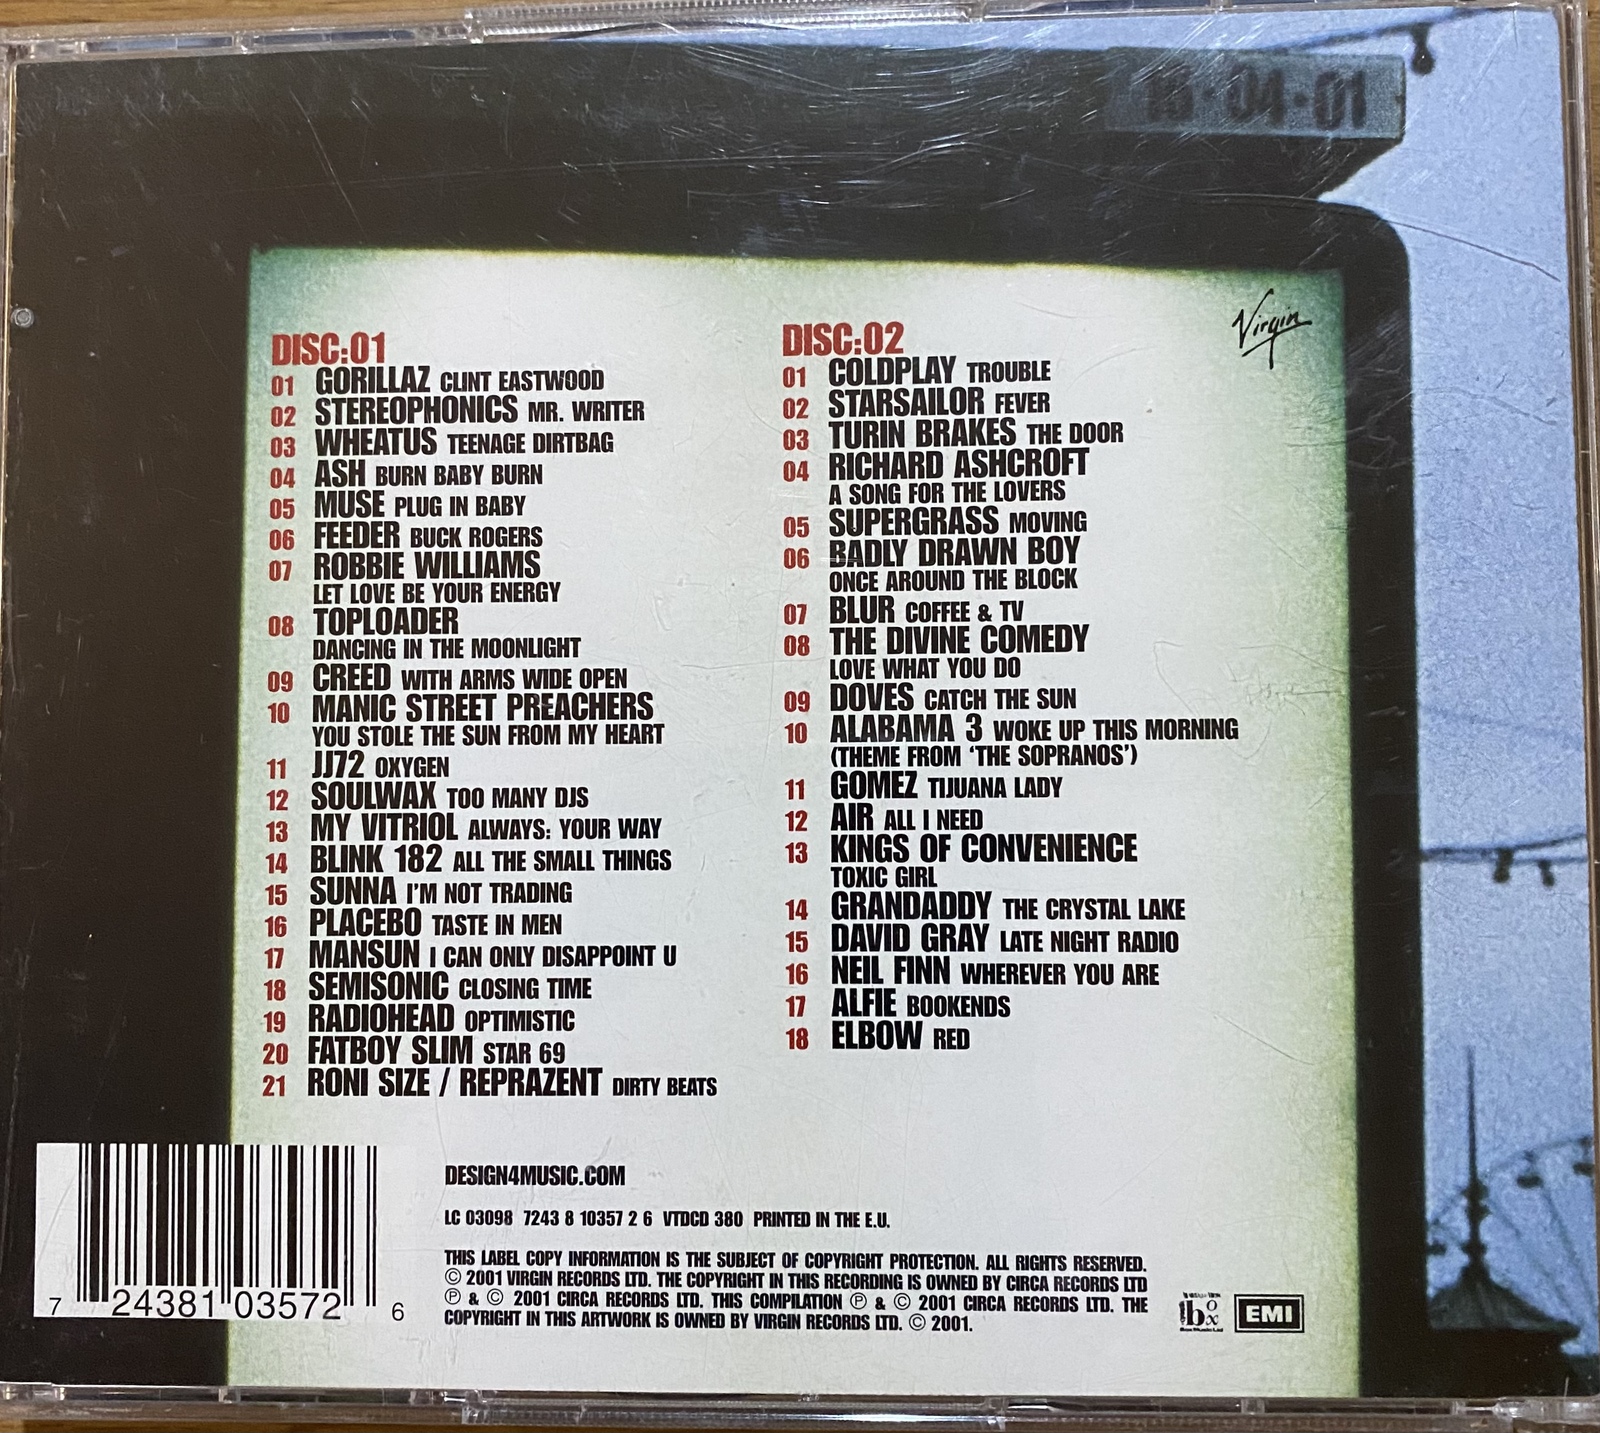 18·04·01
Virgin
DISC:01
01 GORILLAZ CLINT EASTWOOD
02 STEREOPHONICS MR. WRITER
03 WHEATUS TEENAGE DIRTBAG
04 ASH BURN BABY BURN
05 MUSE PLUG IN BABY
06 FEEDER BUCK ROGERS
07 ROBBIE WILLIAMS
LET LOVE BE YOUR ENERGY
08 TOPLOADER
DANCING IN THE MOONLIGHT
09 CREED WITH ARMS WIDE OPEN
10 MANIC STREET PREACHERS
YOU STOLE THE SUN FROM MY HEART
11 JJ72 OXYGEN
12 SOULWAX TOO MANY DJS
13 MY VITRIOL ALWAYS: YOUR WAY
14 BLINK 182 ALL THE SMALL THINGS
15 SUNNA I'M NOT TRADING
16 PLACEBO TASTE IN MEN
17 MANSUN I CAN ONLY DISAPPOINT U
18 SEMISONIC CLOSING TIME
19 RADIOHEAD OPTIMISTIC
20 FATBOY SLIM STAR 69
21 RONI SIZE / REPRAZENT DIRTY BEATS
DISC:02
01 COLDPLAY TROUBLE
02 STARSAILOR FEVER
03 TURIN BRAKES THE DOOR
04 RICHARD ASHCROFT
A SONG FOR THE LOVERS
05 SUPERGRASS MOVING
06 BADLY DRAWN BOY
ONCE AROUND THE BLOCK
07 BLUR COFFEE & TV
08 THE DIVINE COMEDY
LOVE WHAT YOU DO
09 DOVES CATCH THE SUN
10 ALABAMA 3 WOKE UP THIS MORNING
(THEME FROM 'THE SOPRANOS')
11 GOMEZ TIJUANA LADY
12 AIR ALL I NEED
13 KINGS OF CONVENIENCE
TOXIC GIRL
14 GRANDADDY THE CRYSTAL LAKE
15 DAVID GRAY LATE NIGHT RADIO
16 NEIL FINN WHEREVER YOU ARE
17 ALFIE BOOKENDS
18 ELBOW RED
7 24381 03572 6
DESIGN4MUSIC.COM
LC 03098 7243 8 10357 2 6 VTDCD 380 PRINTED IN THE E.U.
THIS LABEL COPY INFORMATION IS THE SUBJECT OF COPYRIGHT PROTECTION. ALL RIGHTS RESERVED.
© 2001 VIRGIN RECORDS LTD. THE COPYRIGHT IN THIS RECORDING IS OWNED BY CIRCA RECORDS LTD
℗ & © 2001 CIRCA RECORDS LTD. THIS COMPILATION ℗ & © 2001 CIRCA RECORDS LTD. THE
COPYRIGHT IN THIS ARTWORK IS OWNED BY VIRGIN RECORDS LTD. © 2001.
box
EMI